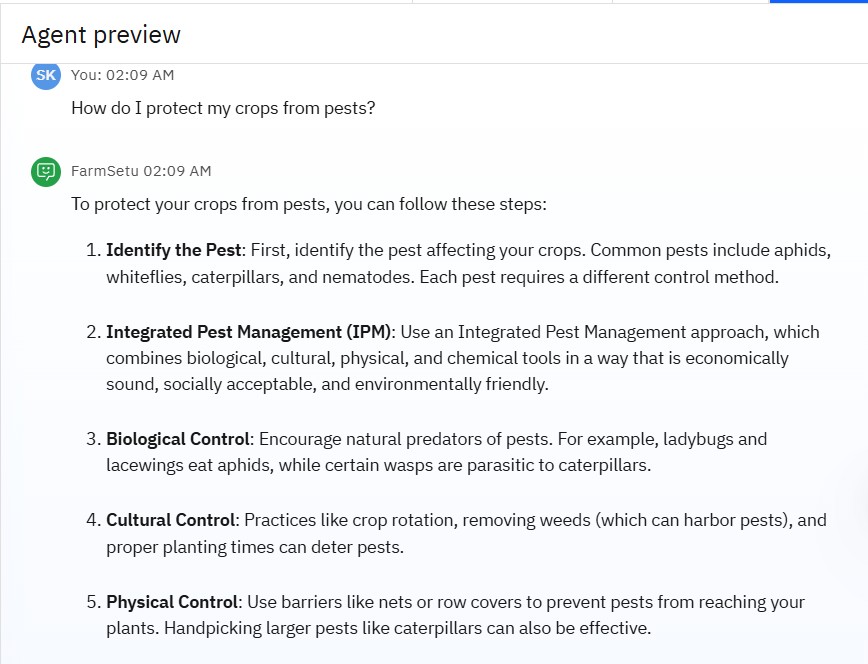 Agent preview
SK You: 02:09 AM
How do I protect my crops from pests?
FarmSetu 02:09 AM
To protect your crops from pests, you can follow these steps:
1. Identify the Pest: First, identify the pest affecting your crops. Common pests include aphids,
whiteflies, caterpillars, and nematodes. Each pest requires a different control method.
2. Integrated Pest Management (IPM): Use an Integrated Pest Management approach, which
combines biological, cultural, physical, and chemical tools in a way that is economically
sound, socially acceptable, and environmentally friendly.
3. Biological Control: Encourage natural predators of pests. For example, ladybugs and
lacewings eat aphids, while certain wasps are parasitic to caterpillars.
4. Cultural Control: Practices like crop rotation, removing weeds (which can harbor pests), and
proper planting times can deter pests.
5. Physical Control: Use barriers like nets or row covers to prevent pests from reaching your
plants. Handpicking larger pests like caterpillars can also be effective.